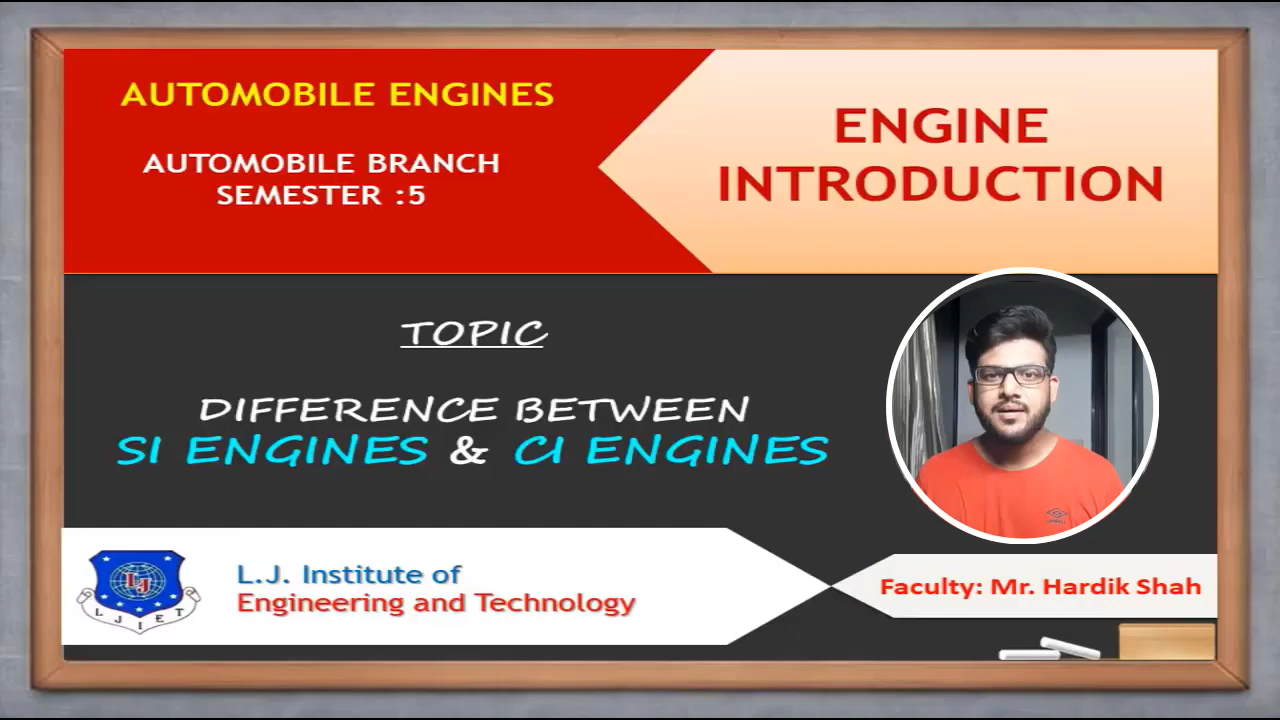 AUTOMOBILE ENGINES
AUTOMOBILE BRANCH
SEMESTER :5
ENGINE
INTRODUCTION
TOPIC
DIFFERENCE BETWEEN
SI ENGINES & CI ENGINES
LJ
L J I E T
L.J. Institute of
Engineering and Technology
Faculty: Mr. Hardik Shah